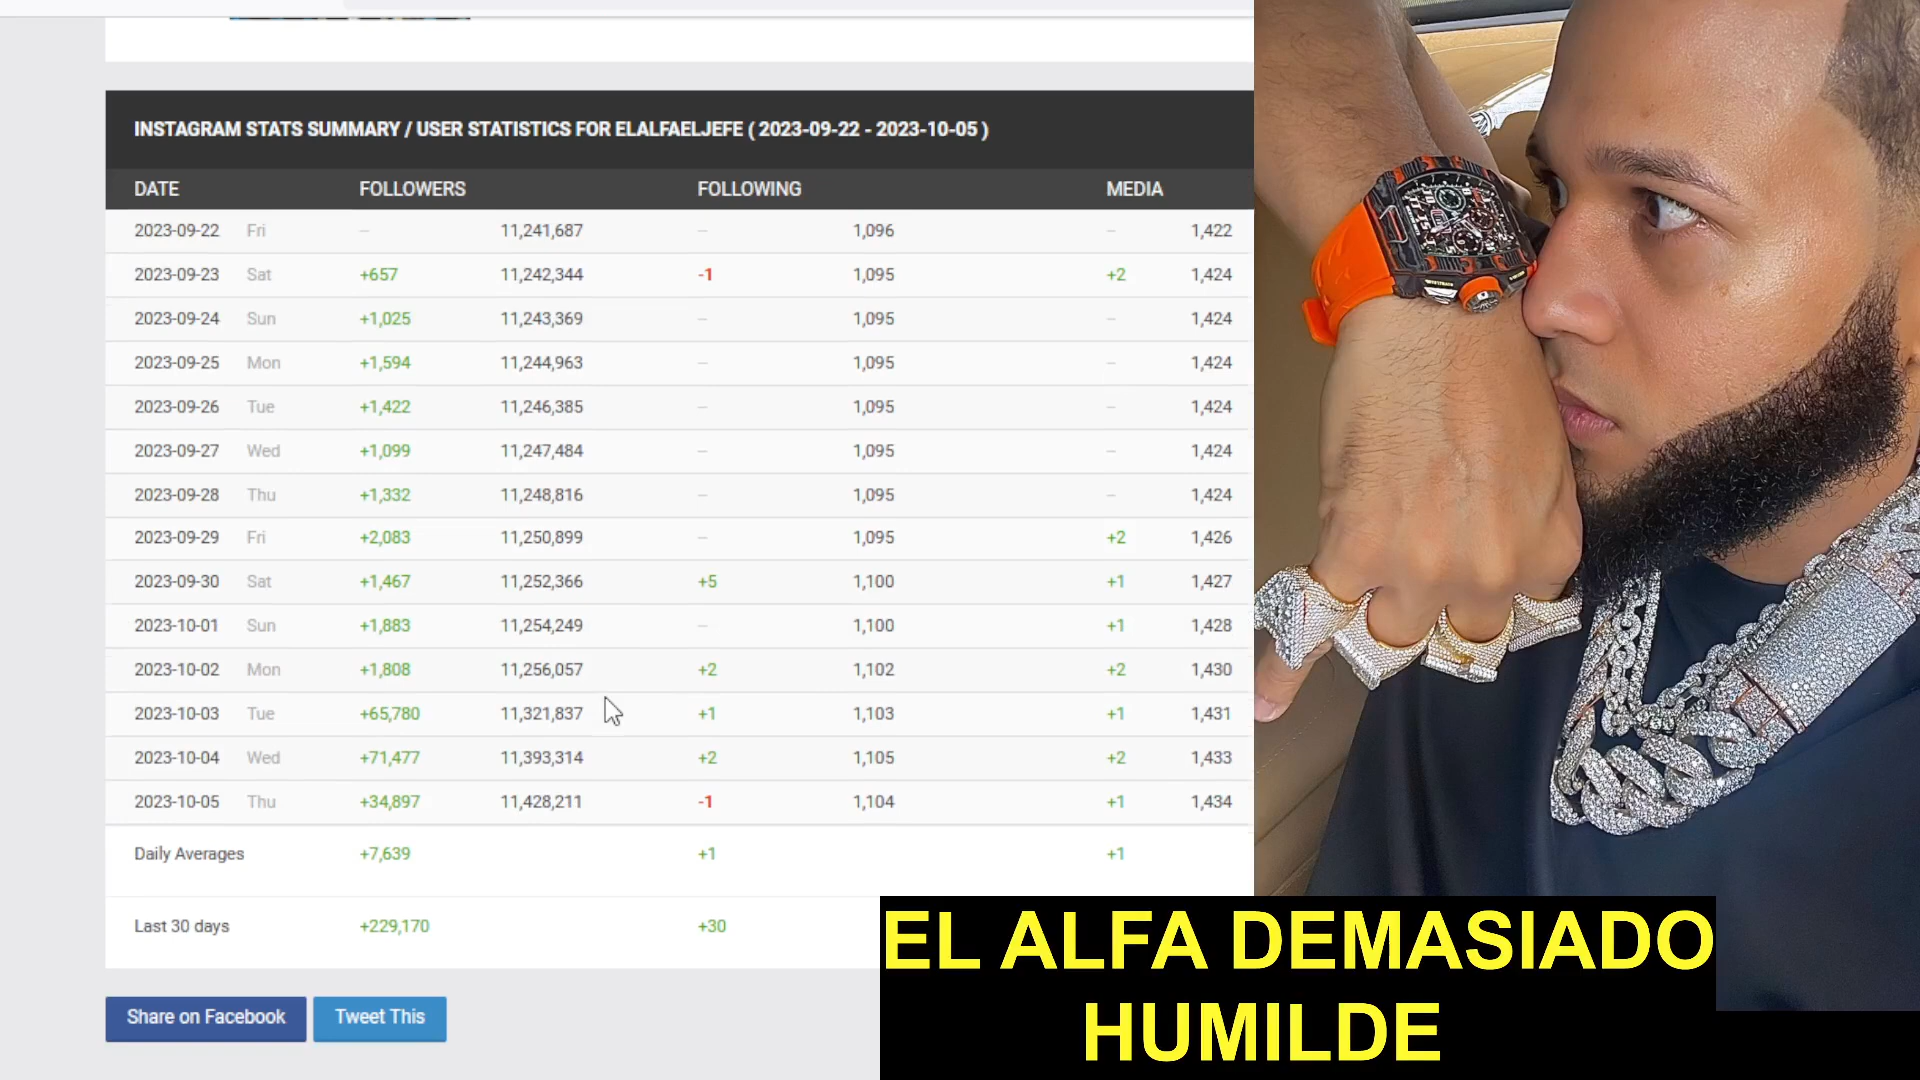 INSTAGRAM STATS SUMMARY / USER STATISTICS FOR ELALFAELJEFE ( 2023-09-22 - 2023-10-05 )
DATE FOLLOWERS FOLLOWING MEDIA
2023-09-22 Fri -- 11,241,687 -- 1,096 -- 1,422
2023-09-23 Sat +657 11,242,344 -1 1,095 +2 1,424
2023-09-24 Sun +1,025 11,243,369 -- 1,095 -- 1,424
2023-09-25 Mon +1,594 11,244,963 -- 1,095 -- 1,424
2023-09-26 Tue +1,422 11,246,385 -- 1,095 -- 1,424
2023-09-27 Wed +1,099 11,247,484 -- 1,095 -- 1,424
2023-09-28 Thu +1,332 11,248,816 -- 1,095 -- 1,424
2023-09-29 Fri +2,083 11,250,899 -- 1,095 +2 1,426
2023-09-30 Sat +1,467 11,252,366 +5 1,100 +1 1,427
2023-10-01 Sun +1,883 11,254,249 -- 1,100 +1 1,428
2023-10-02 Mon +1,808 11,256,057 +2 1,102 +2 1,430
2023-10-03 Tue +65,780 11,321,837 +1 1,103 +1 1,431
2023-10-04 Wed +71,477 11,393,314 +2 1,105 +2 1,433
2023-10-05 Thu +34,897 11,428,211 -1 1,104 +1 1,434
Daily Averages +7,639 +1 +1
Last 30 days +229,170 +30
Share on Facebook Tweet This
EL ALFA DEMASIADO
HUMILDE